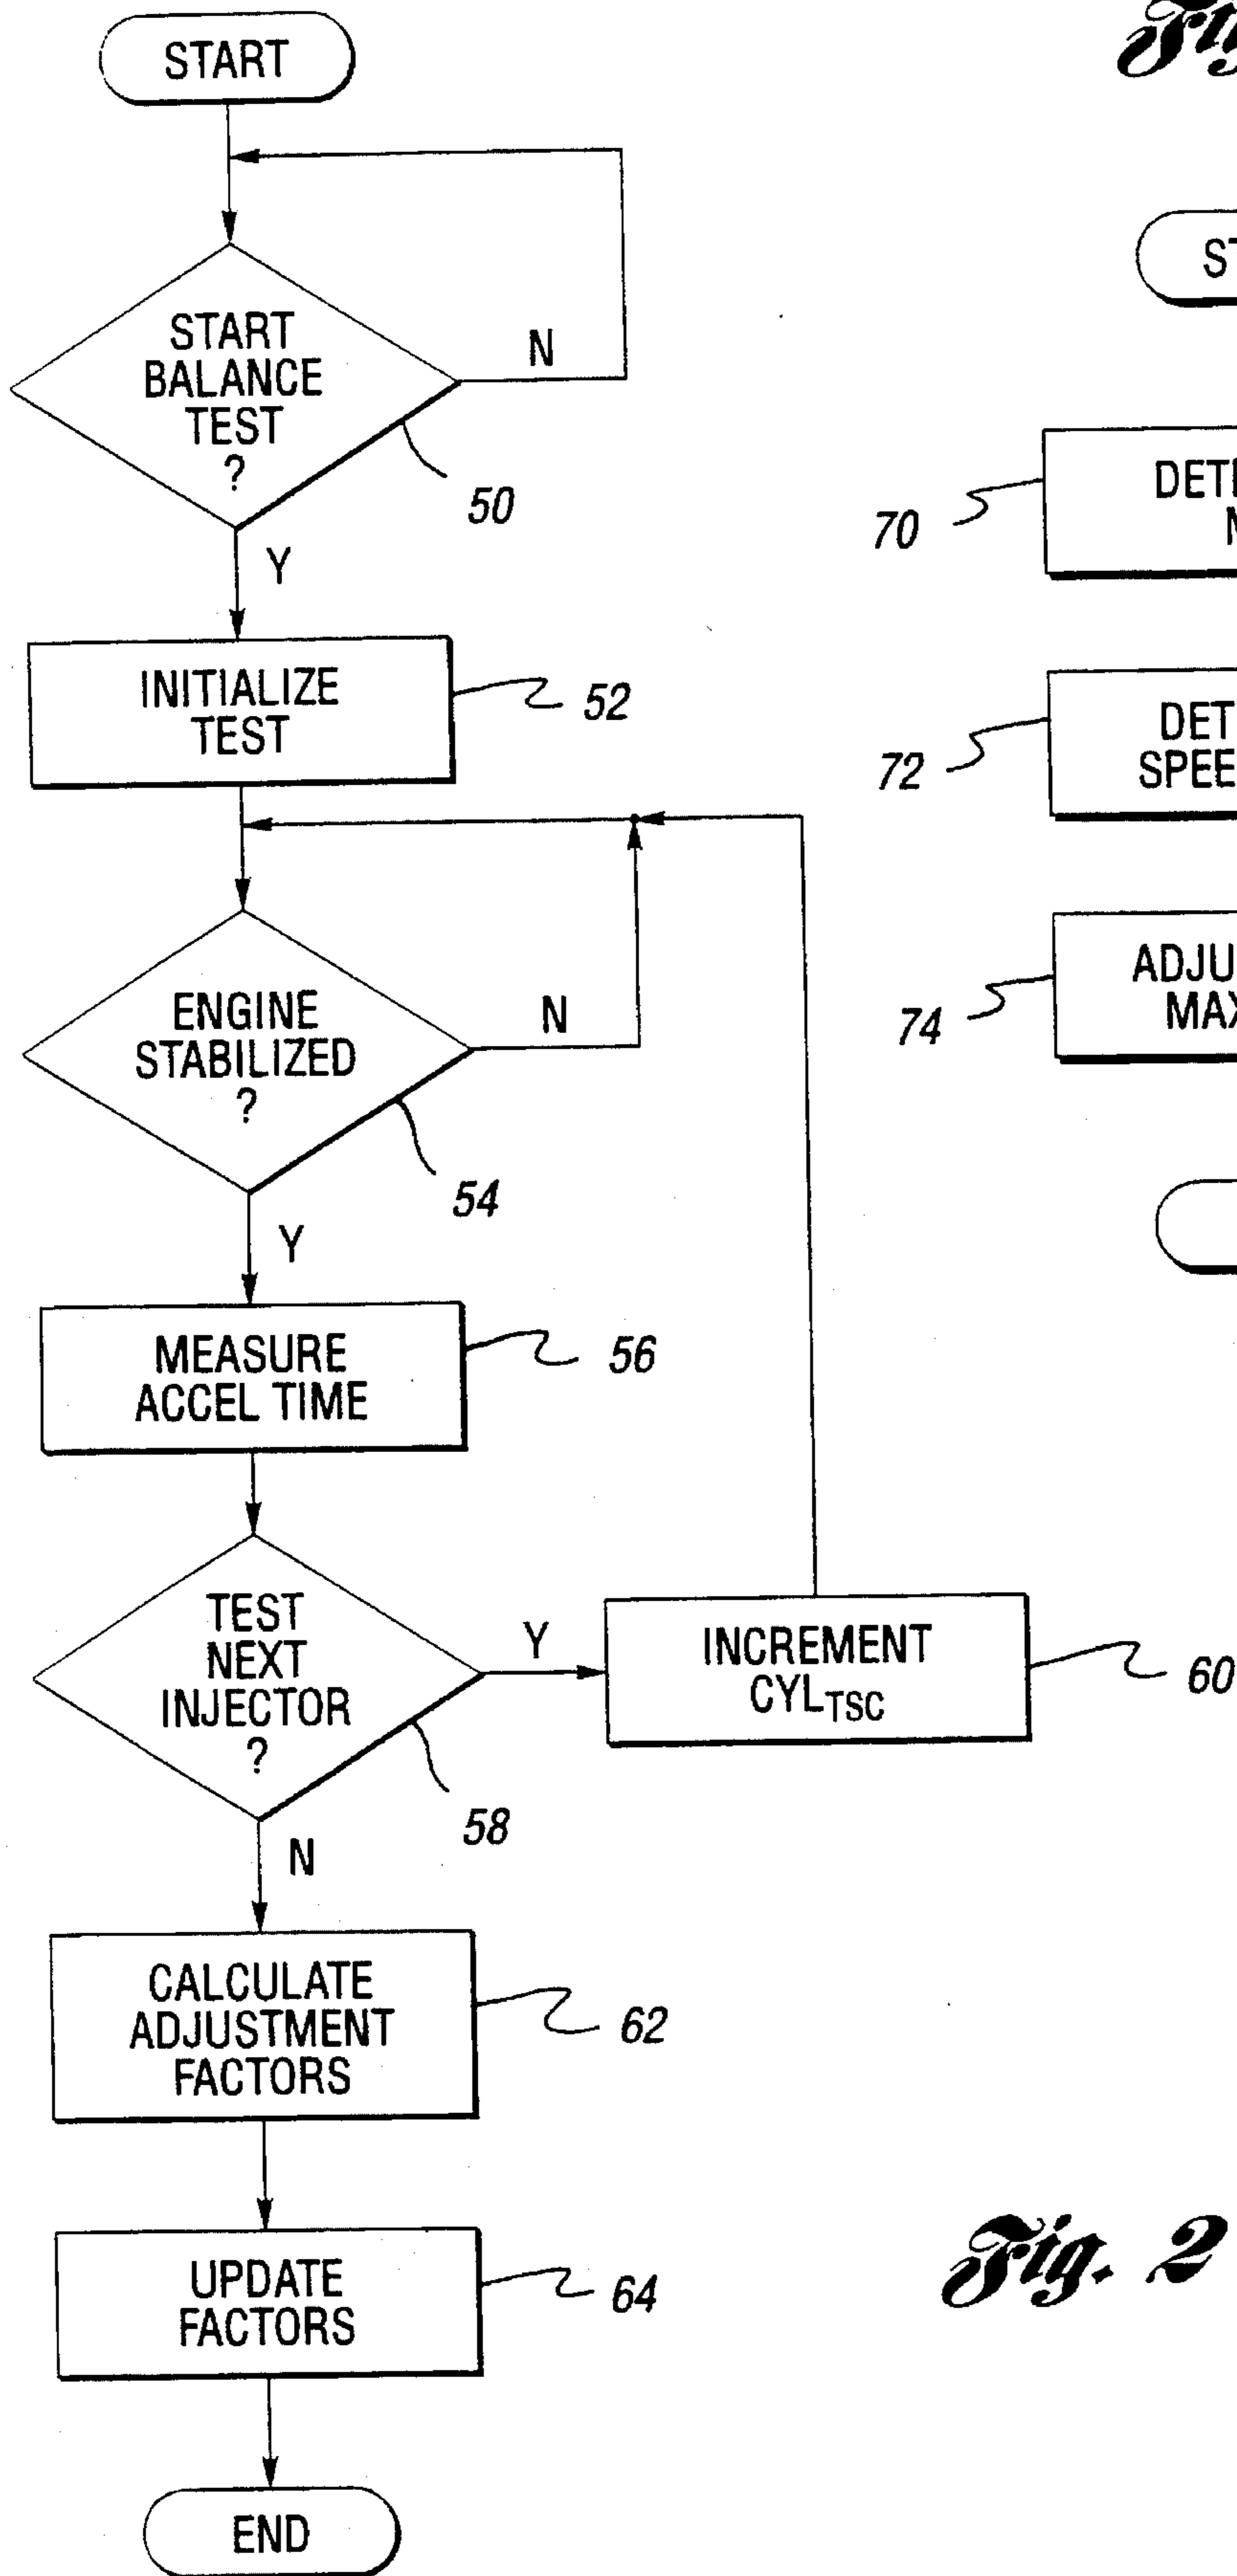 START
START
BALANCE
TEST
?
N
50
Y
INITIALIZE
TEST
52
ENGINE
STABILIZED
?
N
54
Y
MEASURE
ACCEL TIME
56
TEST
NEXT
INJECTOR
?
Y
58
N
INCREMENT
CYLTSC
60
CALCULATE
ADJUSTMENT
FACTORS
62
UPDATE
FACTORS
64
END
Fig. 2
70
72
74